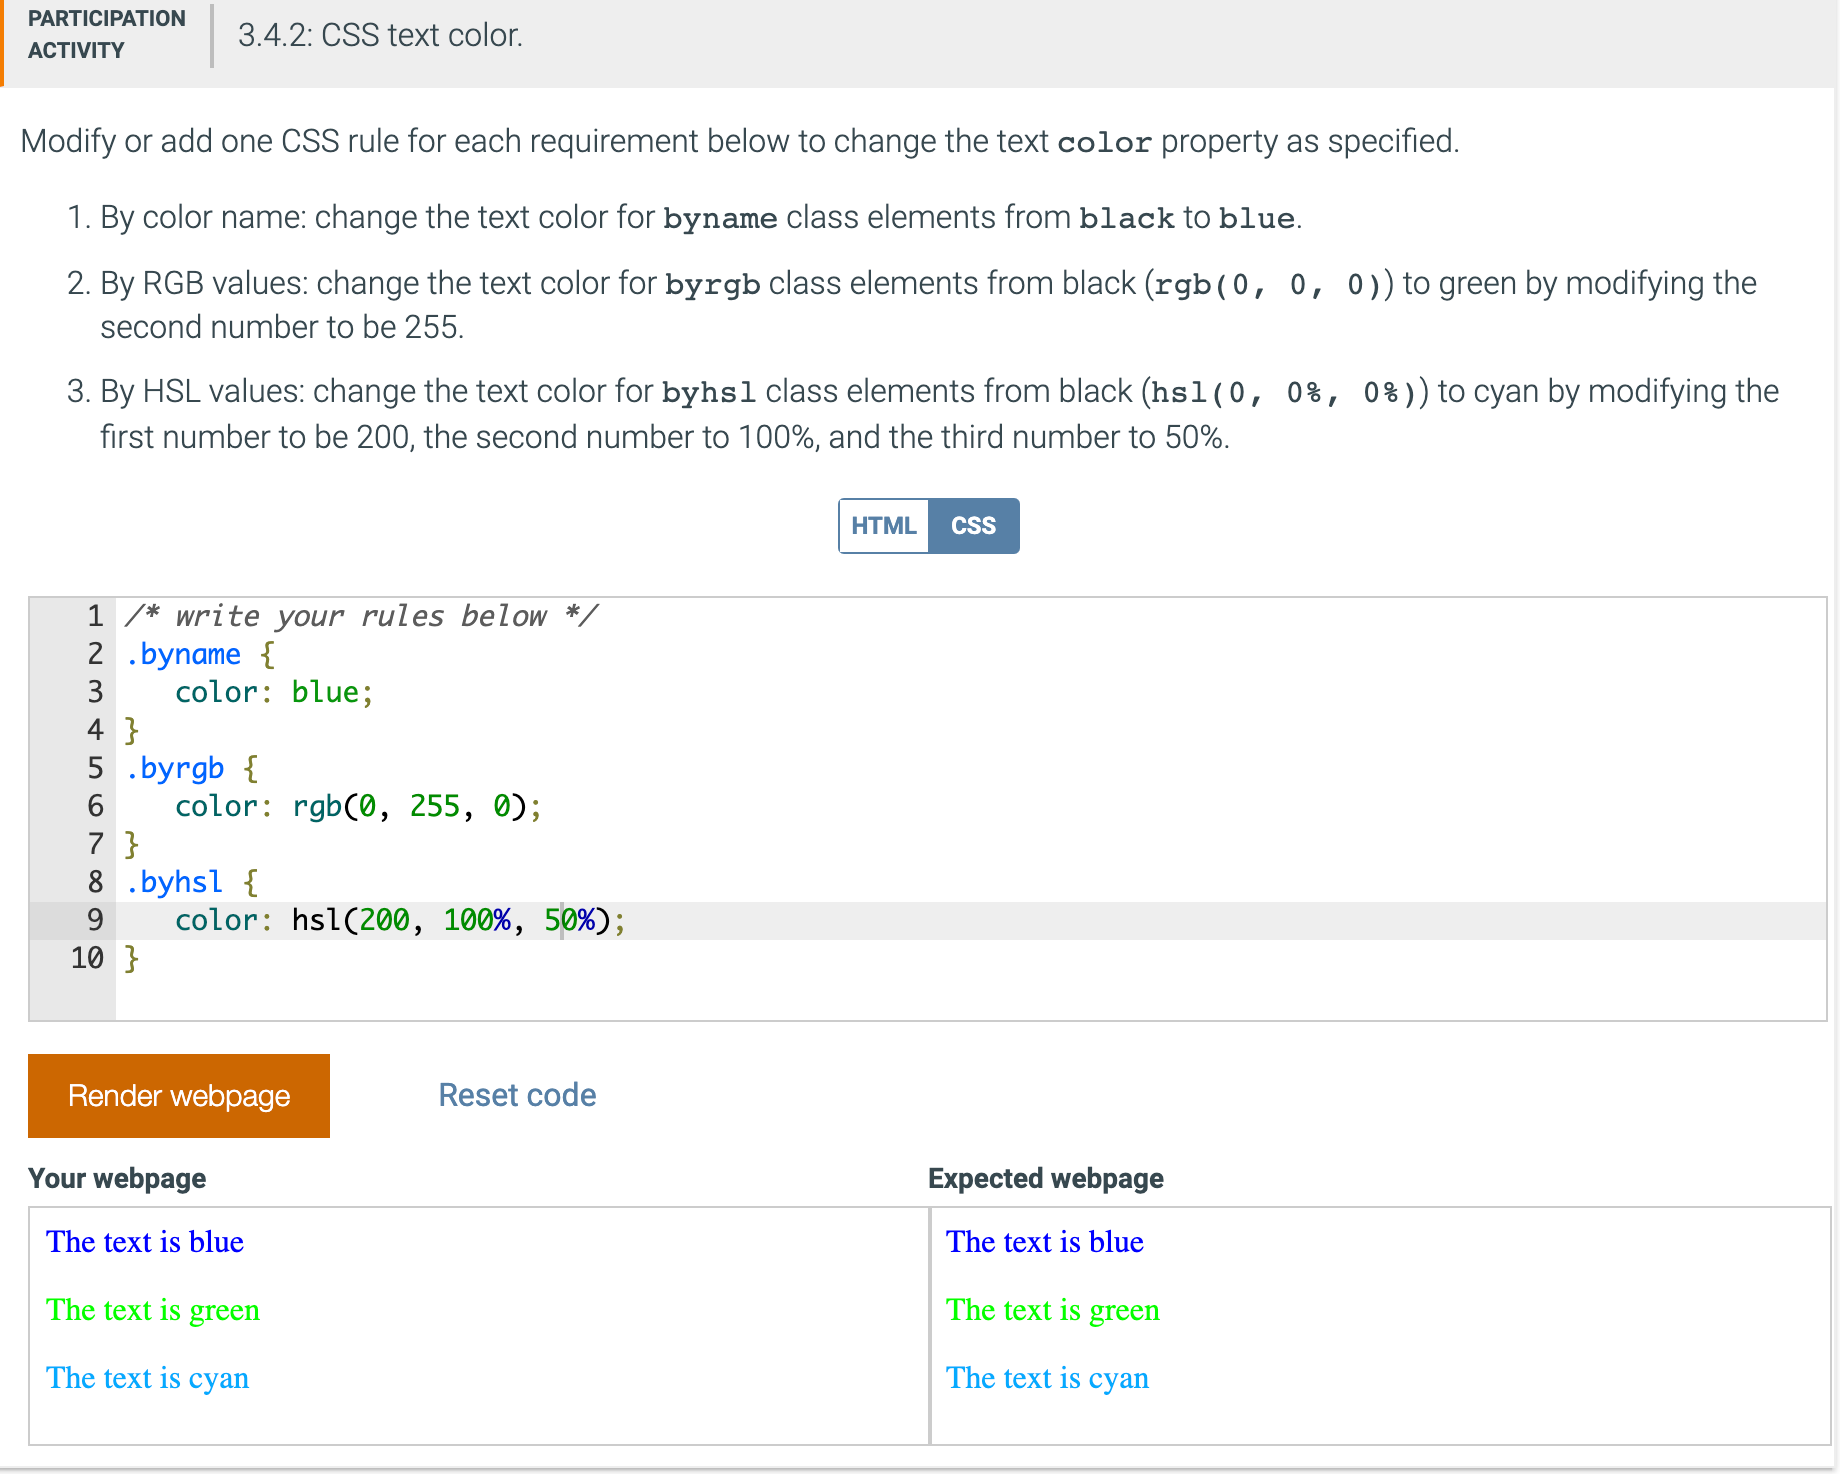 PARTICIPATION
ACTIVITY
3.4.2: CSS text color.
Modify or add one CSS rule for each requirement below to change the text color property as specified.
1. By color name: change the text color for byname class elements from black to blue.
2. By RGB values: change the text color for byrgb class elements from black (rgb(0, 0, 0)) to green by modifying the
second number to be 255.
3. By HSL values: change the text color for byhsl class elements from black (hsl(0, 0%, 0%)) to cyan by modifying the
first number to be 200, the second number to 100%, and the third number to 50%.
HTML CSS
1 /* write your rules below */
2 .byname {
3 color: blue;
4 }
5 .byrgb {
6 color: rgb(0, 255, 0);
7 }
8 .byhsl {
9 color: hsl(200, 100%, 50%);
10 }
Render webpage Reset code
Your webpage
The text is blue
The text is green
The text is cyan
Expected webpage
The text is blue
The text is green
The text is cyan